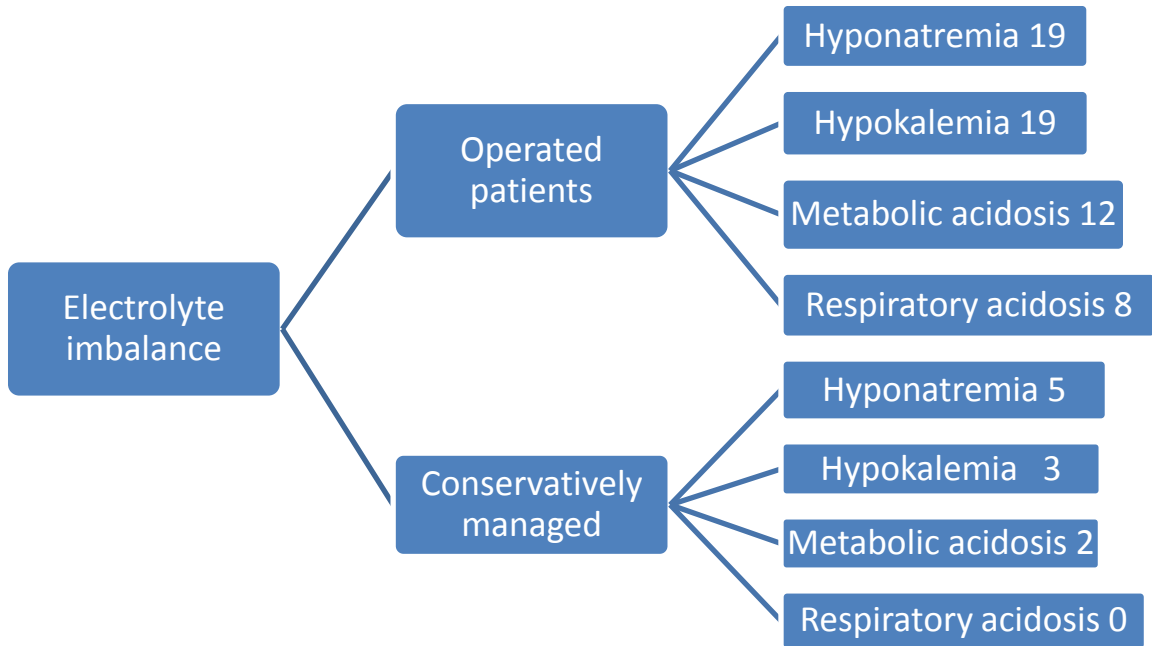 Electrolyte
imbalance
Operated
patients
Hyponatremia 19
Hypokalemia 19
Metabolic acidosis 12
Respiratory acidosis 8
Conservatively
managed
Hyponatremia 5
Hypokalemia 3
Metabolic acidosis 2
Respiratory acidosis 0